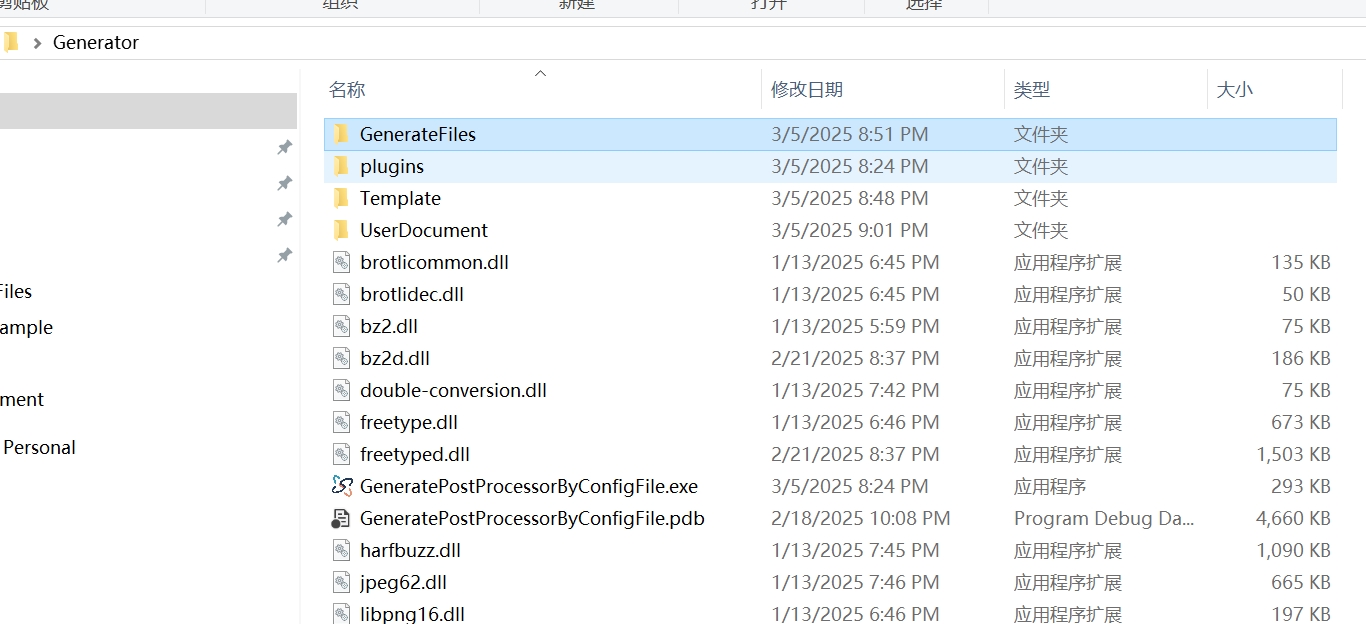 剪贴板 组织 新建 打开 选择
Generator
名称 修改日期 类型 大小
GenerateFiles 3/5/2025 8:51 PM 文件夹
plugins 3/5/2025 8:24 PM 文件夹
Template 3/5/2025 8:48 PM 文件夹
UserDocument 3/5/2025 9:01 PM 文件夹
brotlicommon.dll 1/13/2025 6:45 PM 应用程序扩展 135 KB
Files brotlidec.dll 1/13/2025 6:45 PM 应用程序扩展 50 KB
ample bz2.dll 1/13/2025 5:59 PM 应用程序扩展 75 KB
bz2d.dll 2/21/2025 8:37 PM 应用程序扩展 186 KB
ment double-conversion.dll 1/13/2025 7:42 PM 应用程序扩展 75 KB
freetype.dll 1/13/2025 6:46 PM 应用程序扩展 673 KB
Personal freetyped.dll 2/21/2025 8:37 PM 应用程序扩展 1,503 KB
GeneratePostProcessorByConfigFile.exe 3/5/2025 8:24 PM 应用程序 293 KB
GeneratePostProcessorByConfigFile.pdb 2/18/2025 10:08 PM Program Debug Da... 4,660 KB
harfbuzz.dll 1/13/2025 7:45 PM 应用程序扩展 1,090 KB
jpeg62.dll 1/13/2025 7:46 PM 应用程序扩展 665 KB
libpng16.dll 1/13/2025 6:46 PM 应用程序扩展 197 KB